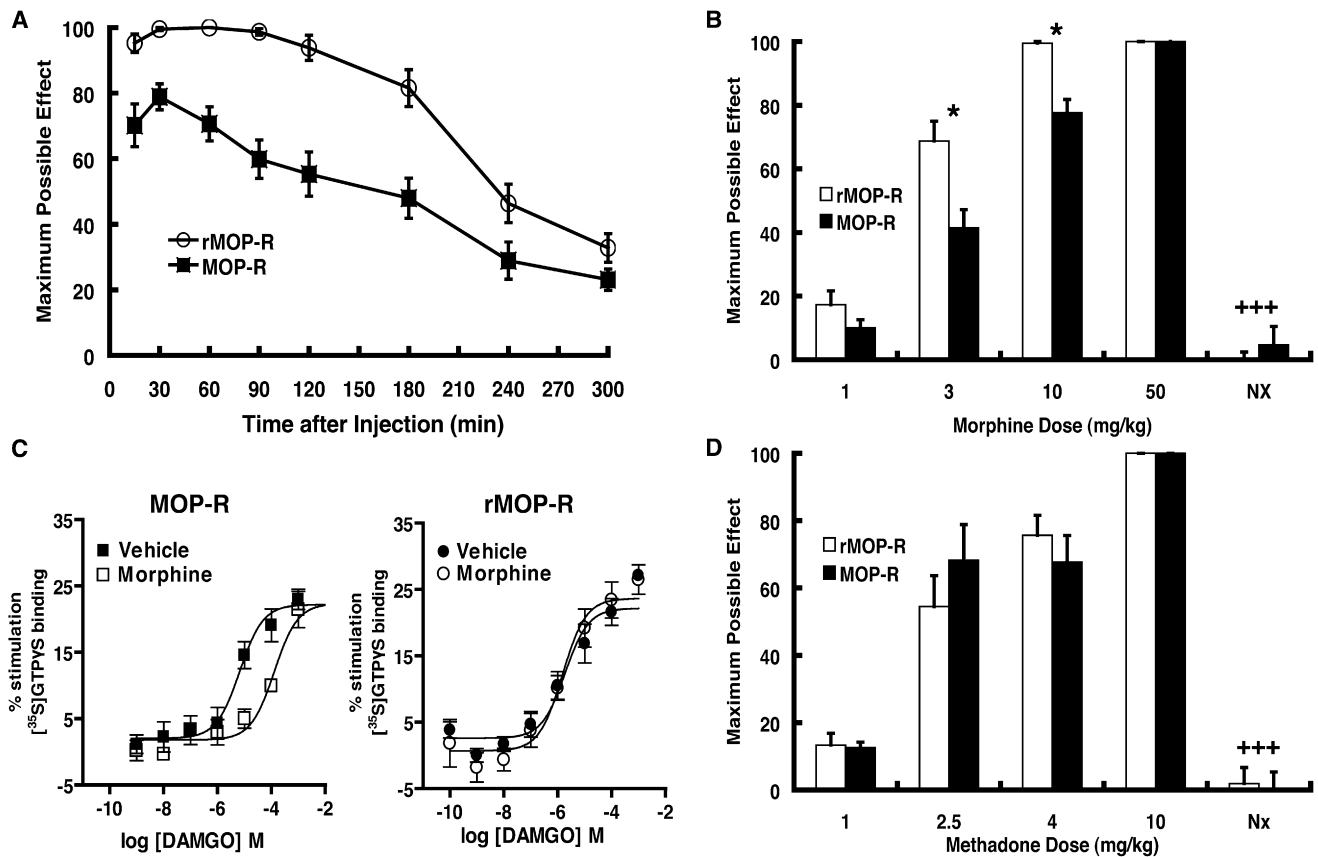 A
Maximum Possible Effect
100
80
60
40
20
0
rMOP-R
MOP-R
0 30 60 90 120 150 180 210 240 270 300
Time after Injection (min)
B
Maximum Possible Effect
100
80
60
40
20
0
* *
+++
rMOP-R
MOP-R
1 3 10 50 NX
Morphine Dose (mg/kg)
C
MOP-R
% stimulation
[³⁵S]GTPγS binding
35
25
15
5
-5
Vehicle
Morphine
-10 -8 -6 -4 -2
log [DAMGO] M
rMOP-R
% stimulation
[³⁵S]GTPγS binding
35
25
15
5
-5
Vehicle
Morphine
-10 -8 -6 -4 -2
log [DAMGO] M
D
Maximum Possible Effect
100
80
60
40
20
0
rMOP-R
MOP-R
+++
1 2.5 4 10 Nx
Methadone Dose (mg/kg)